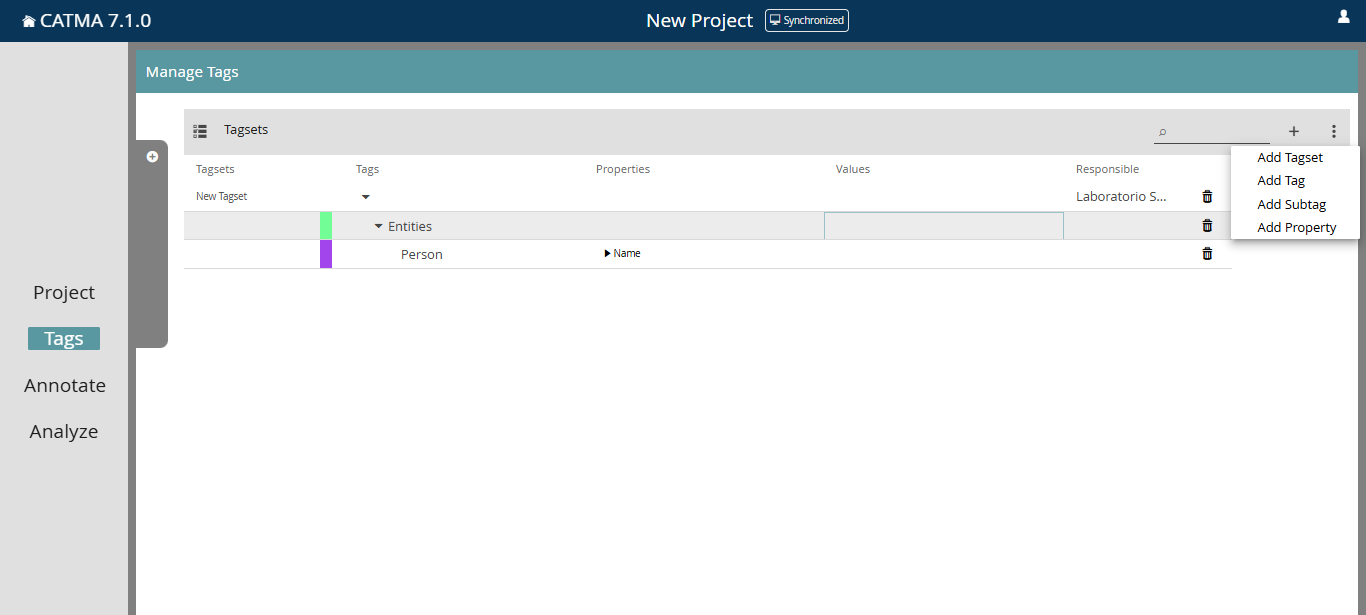 CATMA 7.1.0
New Project
Synchronized
Manage Tags
Tagsets
Tagsets Tags Properties Values Responsible
New Tagset Laboratorio S...
Entities
Person Name
Add Tagset
Add Tag
Add Subtag
Add Property
Project
Tags
Annotate
Analyze